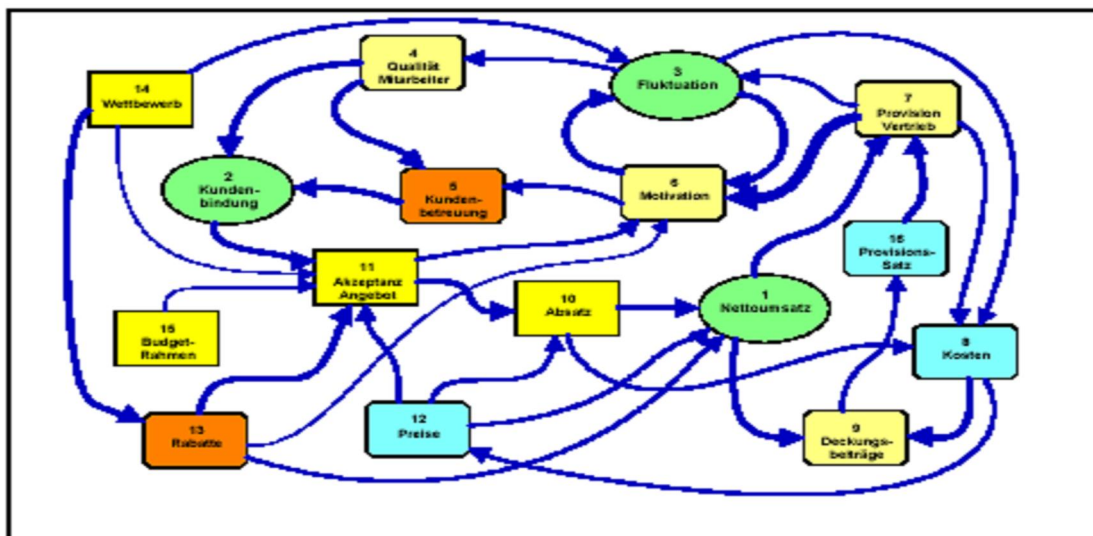 14
Wettbewerb
4
Qualität
Mitarbeiter
3
Fluktuation
7
Provision
Vertrieb
2
Kunden-
bindung
5
Kunden-
betreuung
6
Motivation
16
Provisions-
Satz
11
Akzeptanz
Angebot
10
Absatz
1
Nettoumsatz
15
Budget-
Rahmen
8
Kosten
13
Rabatte
12
Preise
9
Deckungs-
beiträge